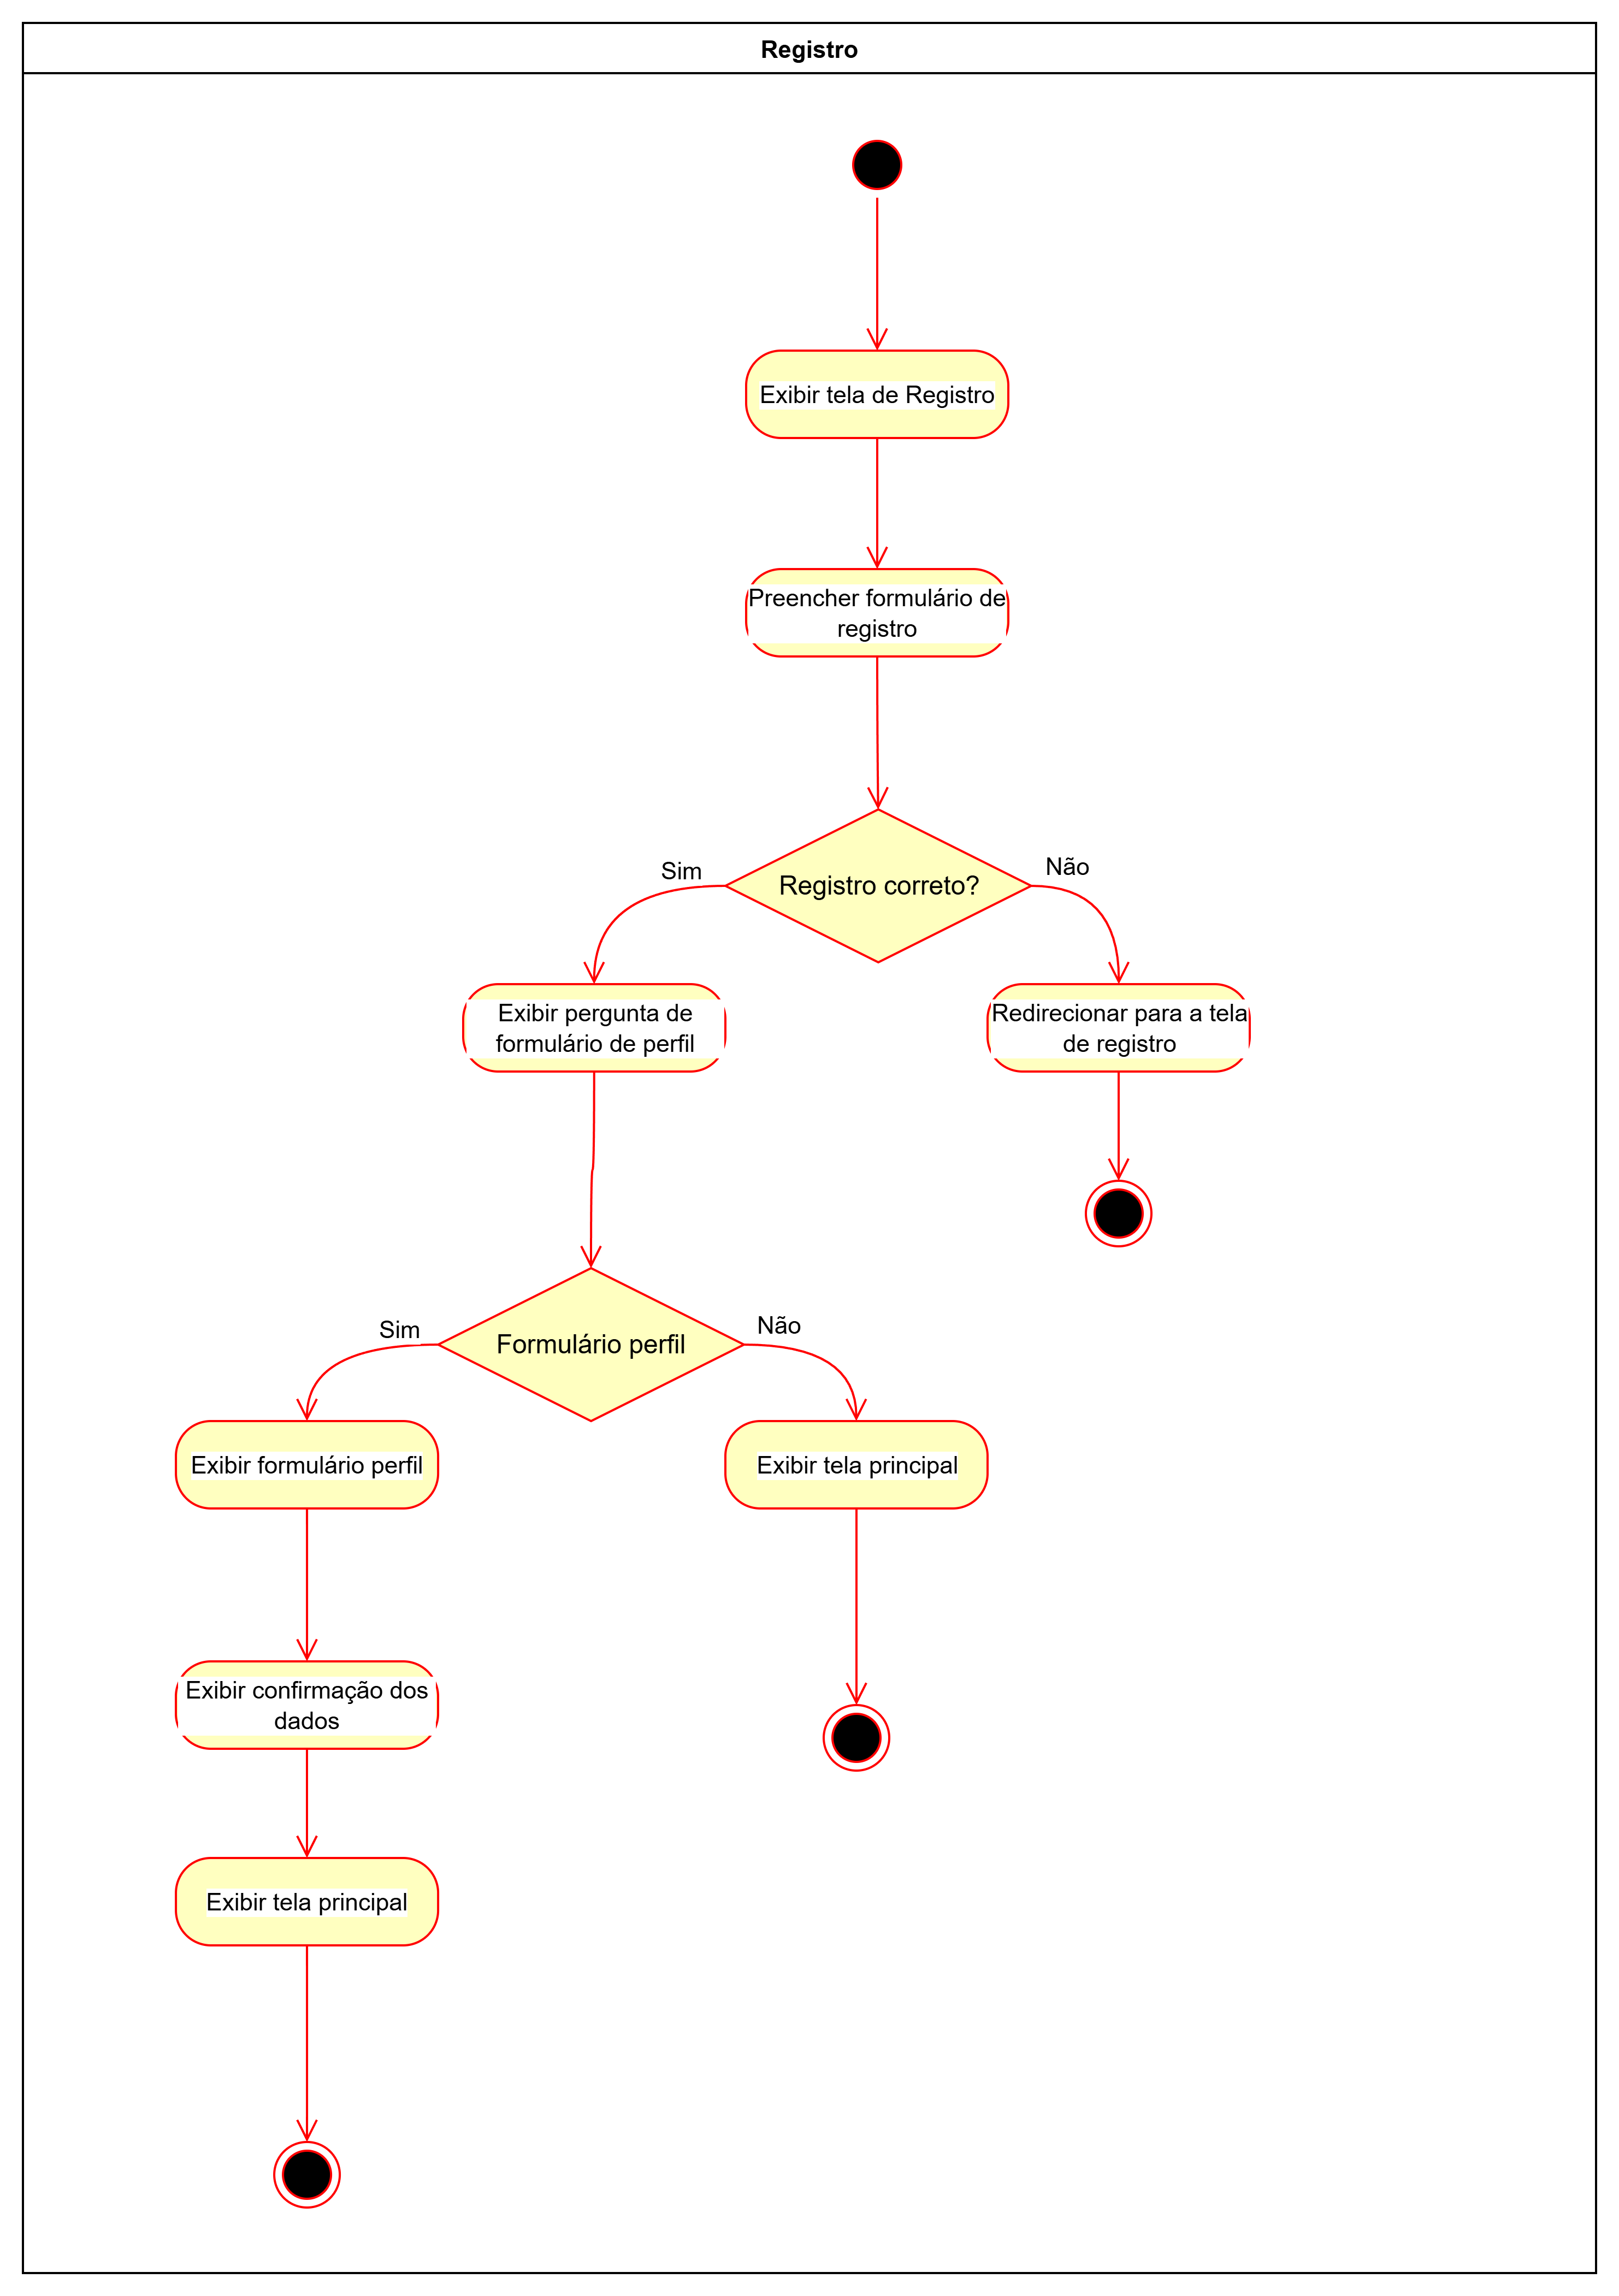 Registro
Exibir tela de Registro
Preencher formulário de
registro
Registro correto?
Sim
Não
Exibir pergunta de
formulário de perfil
Redirecionar para a tela
de registro
Formulário perfil
Sim
Não
Exibir formulário perfil
Exibir tela principal
Exibir confirmação dos
dados
Exibir tela principal